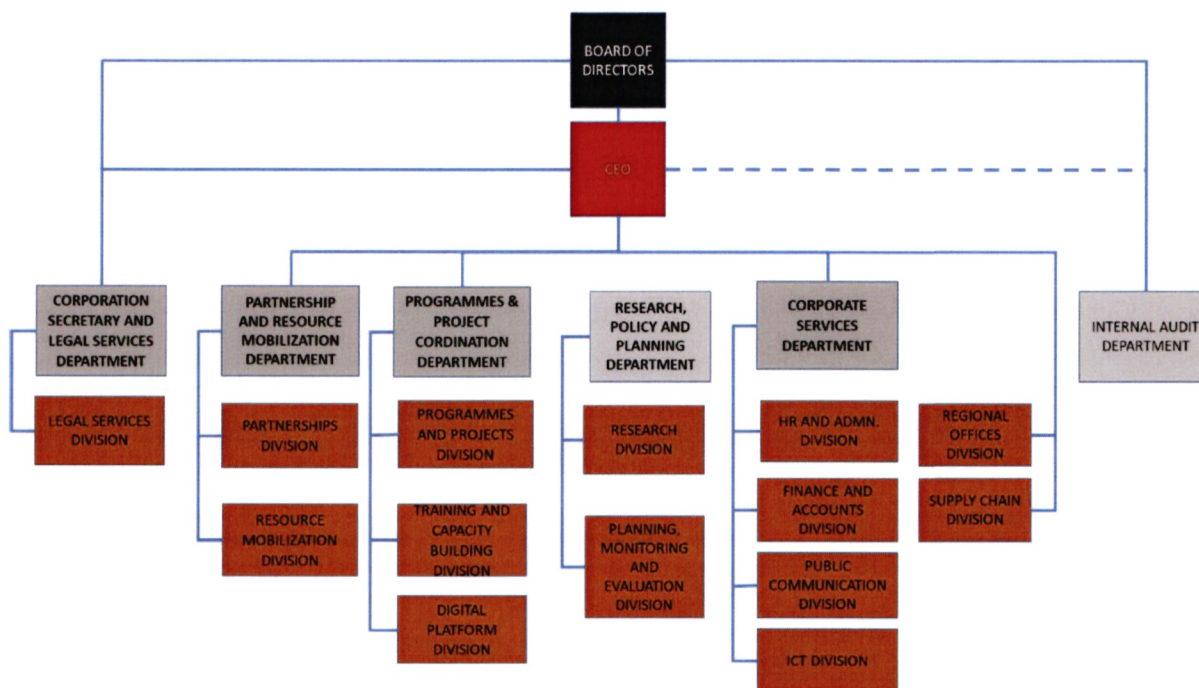 BOARD OF
DIRECTORS
CEO
CORPORATION
SECRETARY AND
LEGAL SERVICES
DEPARTMENT
PARTNERSHIP
AND RESOURCE
MOBILIZATION
DEPARTMENT
PROGRAMMES &
PROJECT
CORDINATION
DEPARTMENT
RESEARCH,
POLICY AND
PLANNING
DEPARTMENT
CORPORATE
SERVICES
DEPARTMENT
INTERNAL AUDIT
DEPARTMENT
LEGAL SERVICES
DIVISION
PARTNERSHIPS
DIVISION
PROGRAMMES
AND PROJECTS
DIVISION
RESEARCH
DIVISION
HR AND ADMN.
DIVISION
REGIONAL
OFFICES
DIVISION
RESOURCE
MOBILIZATION
DIVISION
TRAINING AND
CAPACITY
BUILDING
DIVISION
PLANNING,
MONITORING
AND
EVALUATION
DIVISION
FINANCE AND
ACCOUNTS
DIVISION
SUPPLY CHAIN
DIVISION
DIGITAL
PLATFORM
DIVISION
PUBLIC
COMMUNICATION
DIVISION
ICT DIVISION